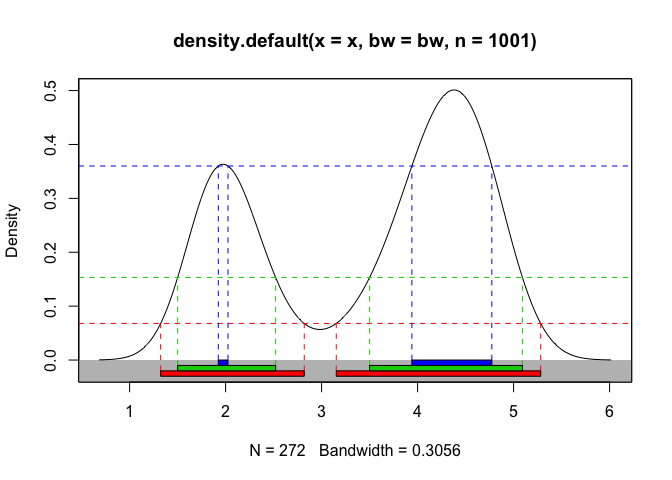 density.default(x = x, bw = bw, n = 1001)
Density
0.5
0.4
0.3
0.2
0.1
0.0
1 2 3 4 5 6
N = 272 Bandwidth = 0.3056